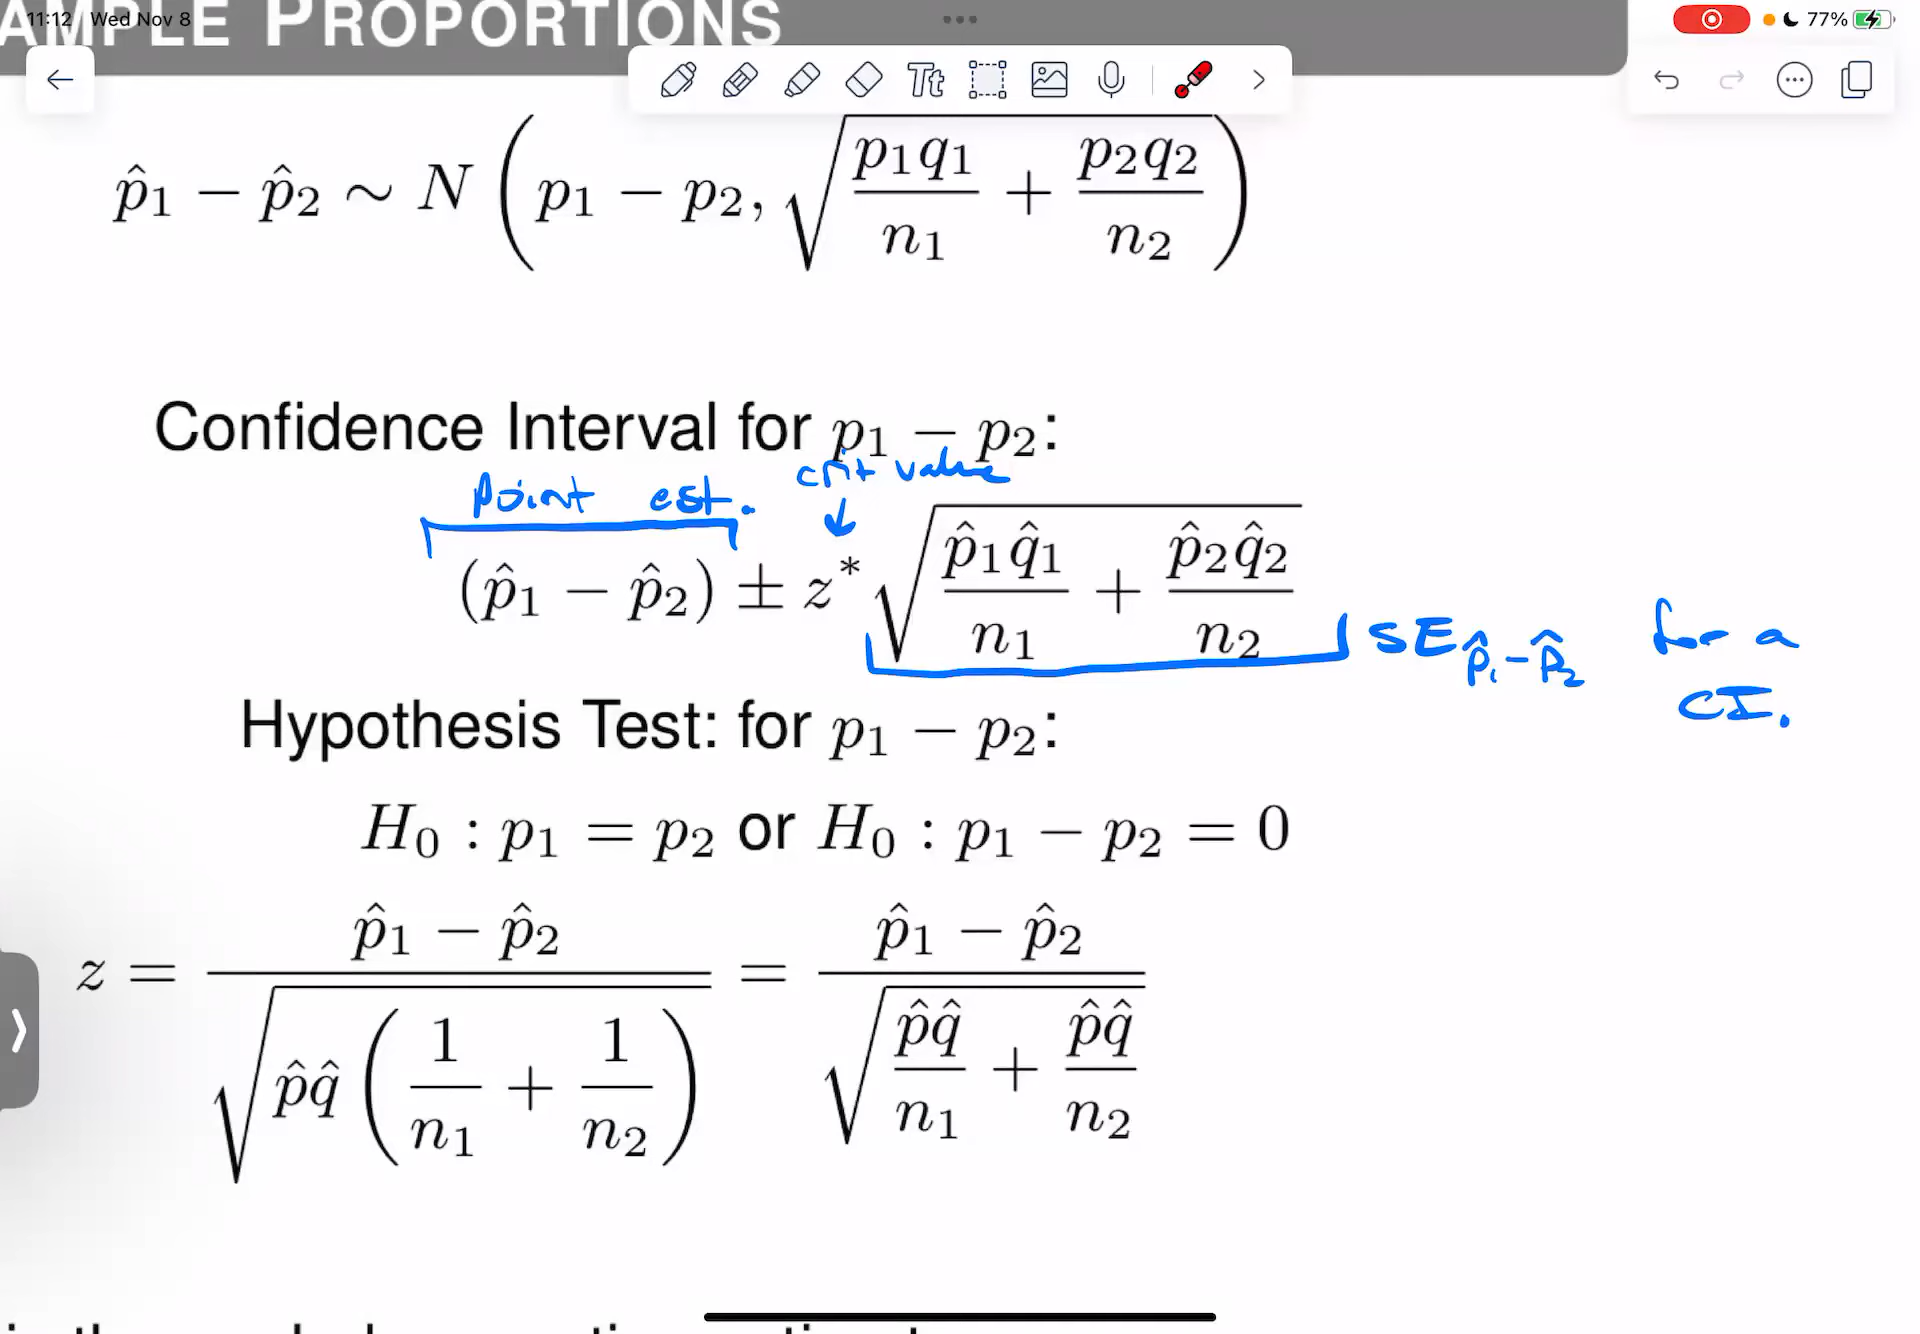 11:12 Wed Nov 8
77%
AMPLE PROPORTIONS
Tt
p̂₁ − p̂₂ ∼ N ( p₁ − p₂, √( p₁q₁/n₁ + p₂q₂/n₂ ) )
Confidence Interval for p₁ − p₂:
point est. crit value
(p̂₁ − p̂₂) ± z* √( p̂₁q̂₁/n₁ + p̂₂q̂₂/n₂ )
SE p̂₁−p̂₂ for a
CI.
Hypothesis Test: for p₁ − p₂:
H₀ : p₁ = p₂ or H₀ : p₁ − p₂ = 0
z = (p̂₁ − p̂₂) / √( p̂q̂ ( 1/n₁ + 1/n₂ ) ) = (p̂₁ − p̂₂) / √( p̂q̂/n₁ + p̂q̂/n₂ )